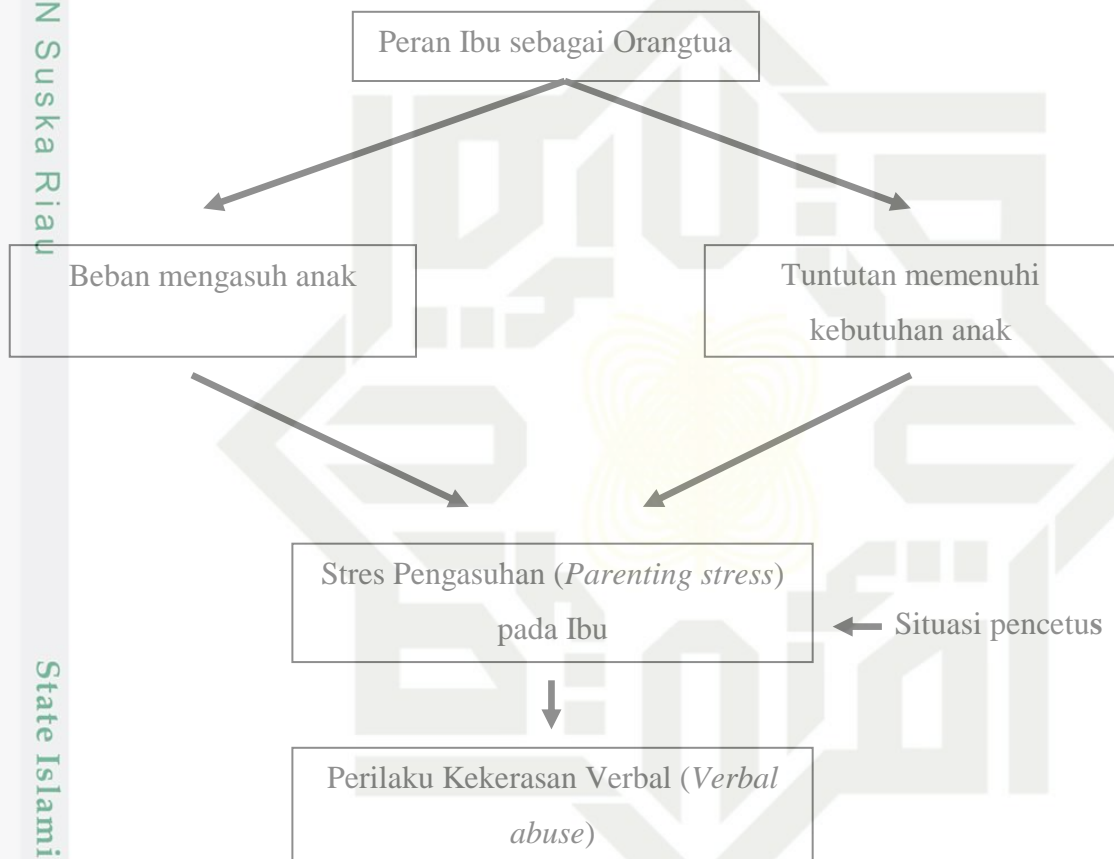 N Suska Riau
Peran Ibu sebagai Orangtua
Beban mengasuh anak
Tuntutan memenuhi
kebutuhan anak
Stres Pengasuhan (Parenting stress)
pada Ibu
Situasi pencetus
State Islami
Perilaku Kekerasan Verbal (Verbal
abuse)